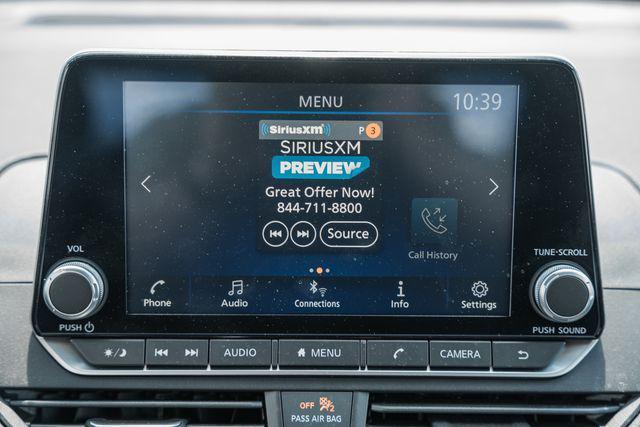 MENU
10:39
SiriusXM
P 3
SIRIUSXM
PREVIEW
Great Offer Now!
844-711-8800
Source
Call History
Phone
Audio
Connections
Info
Settings
VOL
PUSH
TUNE·SCROLL
PUSH SOUND
AUDIO
MENU
CAMERA
OFF 2
PASS AIR BAG